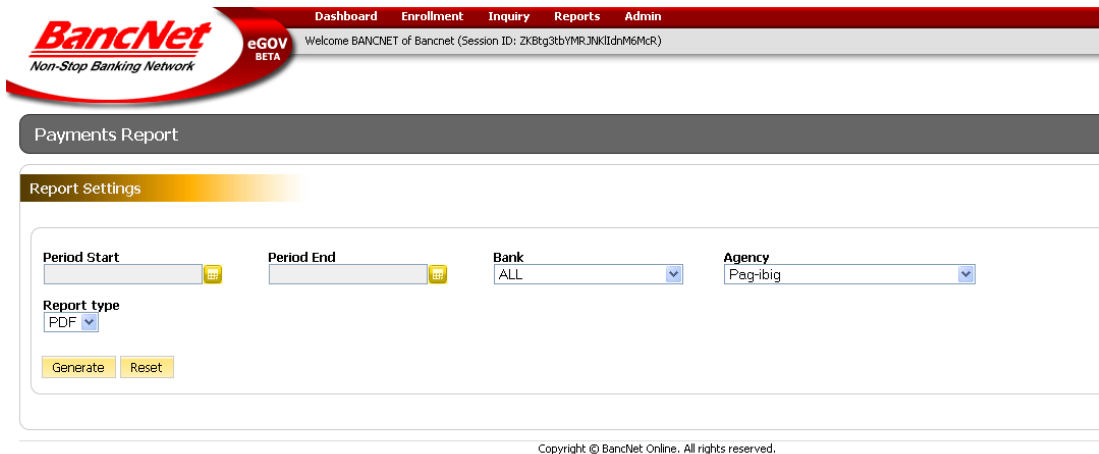 Dashboard Enrollment Inquiry Reports Admin
BancNet
Non-Stop Banking Network
eGOV
BETA
Welcome BANCNET of Bancnet (Session ID: ZKBtg3tbYMRJNKlIdnM6McR)
Payments Report
Report Settings
Period Start Period End Bank Agency
ALL Pag-ibig
Report type
PDF
Generate Reset
Copyright © BancNet Online. All rights reserved.